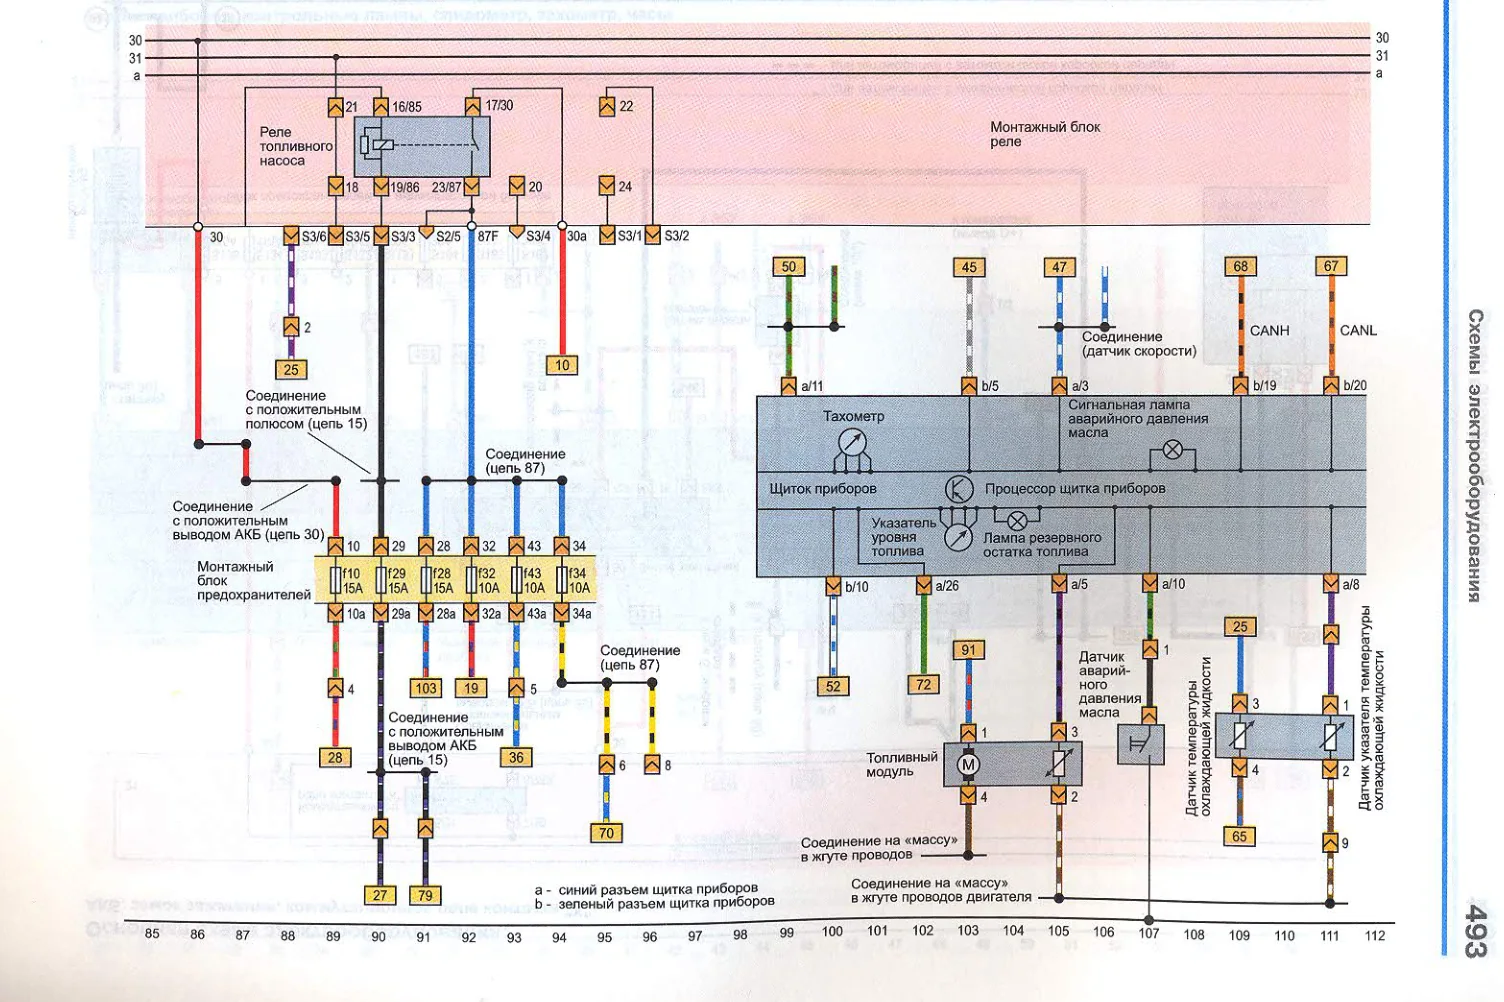 30
30
31
31
a
a
21
16/85
17/30
22
Реле
топливного
насоса
Монтажный блок
реле
18
19/86
23/87
20
24
30
S3/6
S3/5
S3/3
S2/5
87F
S3/4
30a
S3/1
S3/2
50
45
47
68
67
2
Соединение
(датчик скорости)
CANH
CANL
25
10
a/11
b/5
a/3
b/19
b/20
Соединение
с положительным
полюсом (цепь 15)
Тахометр
Сигнальная лампа
аварийного давления
масла
Соединение
(цепь 87)
Щиток приборов
Процессор щитка приборов
Соединение
с положительным
выводом АКБ (цепь 30)
Указатель
уровня
топлива
Лампа резервного
остатка топлива
10
29
28
32
43
34
Монтажный
блок
предохранителей
f10
15A
f29
15A
f28
15A
f32
10A
f43
10A
f34
10A
b/10
a/26
a/5
a/10
a/8
10a
29a
28a
32a
43a
34a
25
91
1
Соединение
(цепь 87)
Датчик
аварий-
ного
давления
масла
4
103
19
5
52
72
3
1
Соединение
с положительным
выводом АКБ
(цепь 15)
1
3
28
36
6
8
Топливный
модуль
M
4
2
4
2
Датчик температуры
охлаждающей жидкости
Датчик указателя температуры
охлаждающей жидкости
70
65
9
Соединение на «массу»
в жгуте проводов
27
79
a - синий разъем щитка приборов
b - зеленый разъем щитка приборов
Соединение на «массу»
в жгуте проводов двигателя
85 86 87 88 89 90 91 92 93 94 95 96 97 98 99 100 101 102 103 104 105 106 107 108 109 110 111 112
Схемы электрооборудования
493